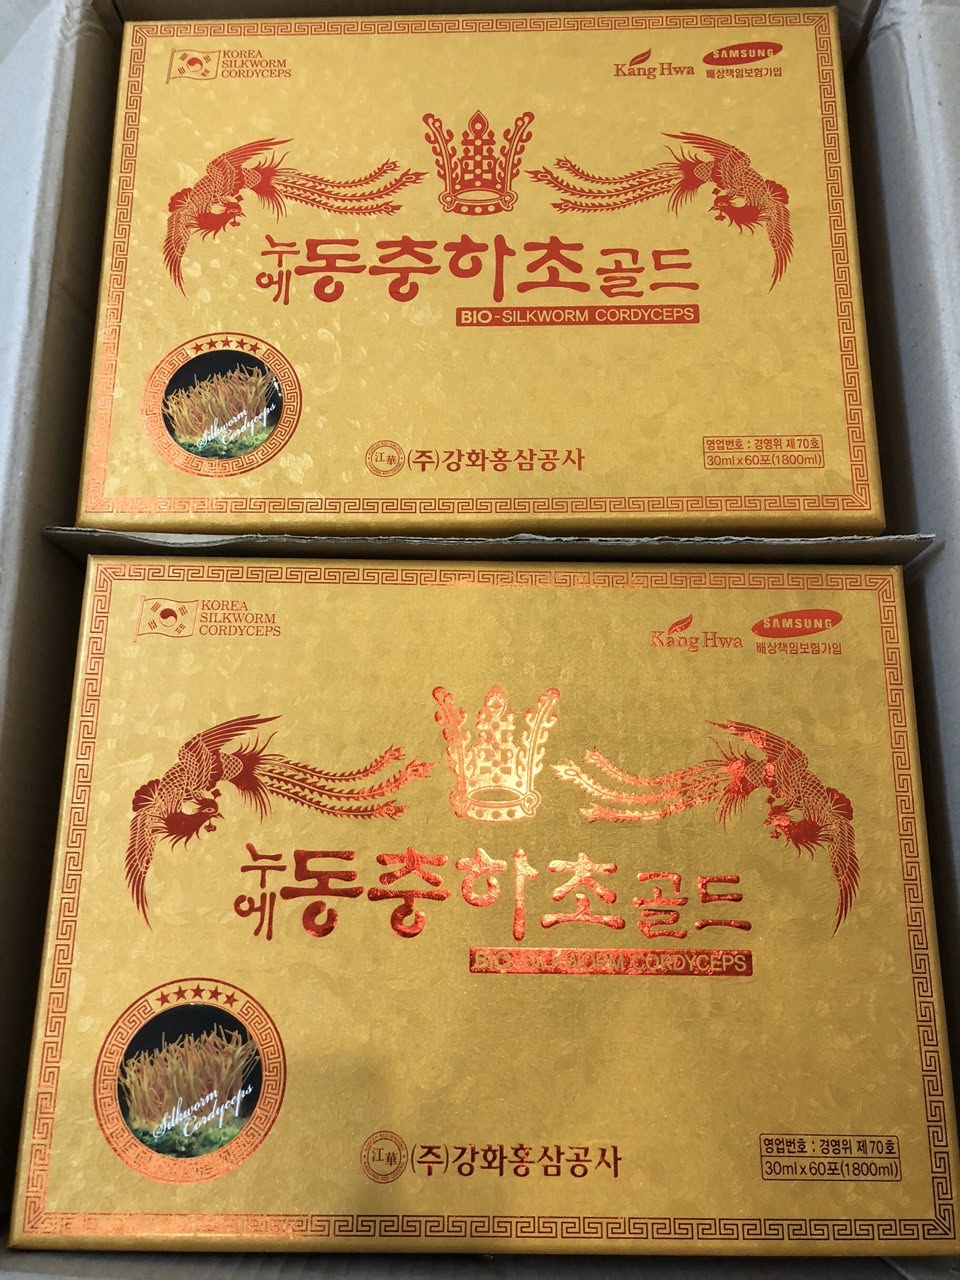 KOREA
SILKWORM
CORDYCEPS
Kang Hwa
SAMSUNG
배상책임보험가입
누에동충하초골드
BIO-SILKWORM CORDYCEPS
★★★★★
Silkworm
Cordyceps
江華
(주)강화홍삼공사
영업번호 : 경영위 제70호
30ml x 60포(1800ml)
KOREA
SILKWORM
CORDYCEPS
Kang Hwa
SAMSUNG
배상책임보험가입
누에동충하초골드
BIO-SILKWORM CORDYCEPS
★★★★★
Silkworm
Cordyceps
江華
(주)강화홍삼공사
영업번호 : 경영위 제70호
30ml x 60포(1800ml)